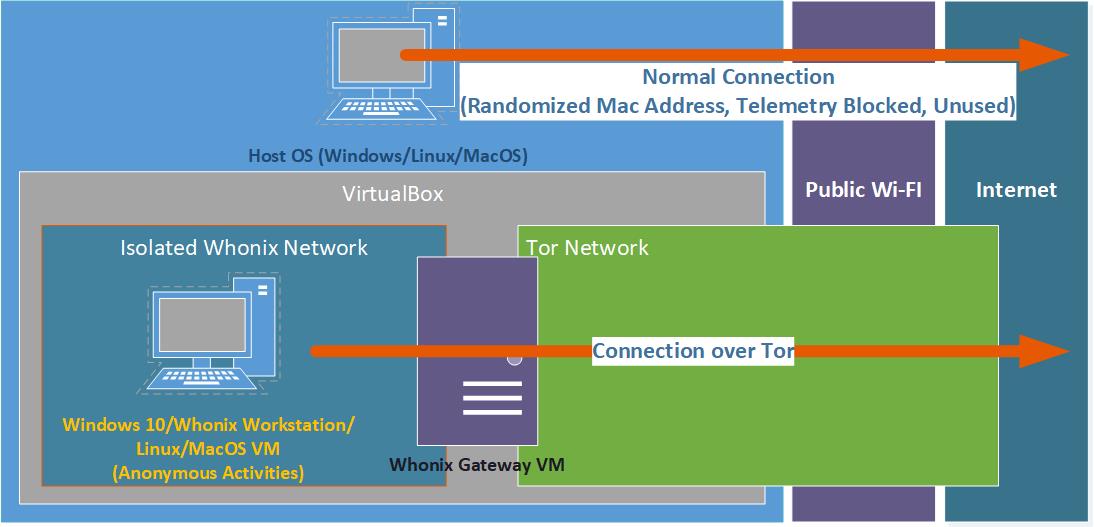 Normal Connection
(Randomized Mac Address, Telemetry Blocked, Unused)
Host OS (Windows/Linux/MacOS)
Public Wi-FI
Internet
VirtualBox
Isolated Whonix Network
Tor Network
Connection over Tor
Windows 10/Whonix Workstation/
Linux/MacOS VM
(Anonymous Activities)
Whonix Gateway VM